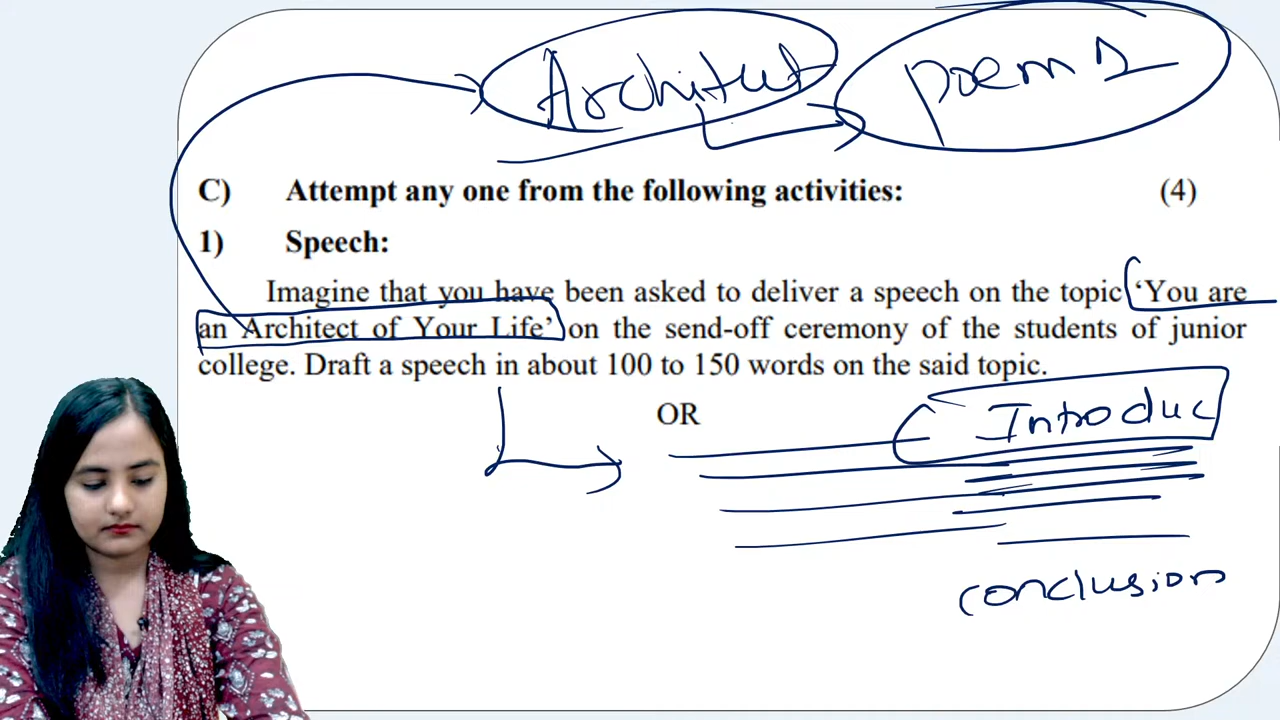 Architect
poem 1
C) Attempt any one from the following activities: (4)
1) Speech:
Imagine that you have been asked to deliver a speech on the topic 'You are
an Architect of Your Life' on the send-off ceremony of the students of junior
college. Draft a speech in about 100 to 150 words on the said topic.
OR
Introduc
conclusion